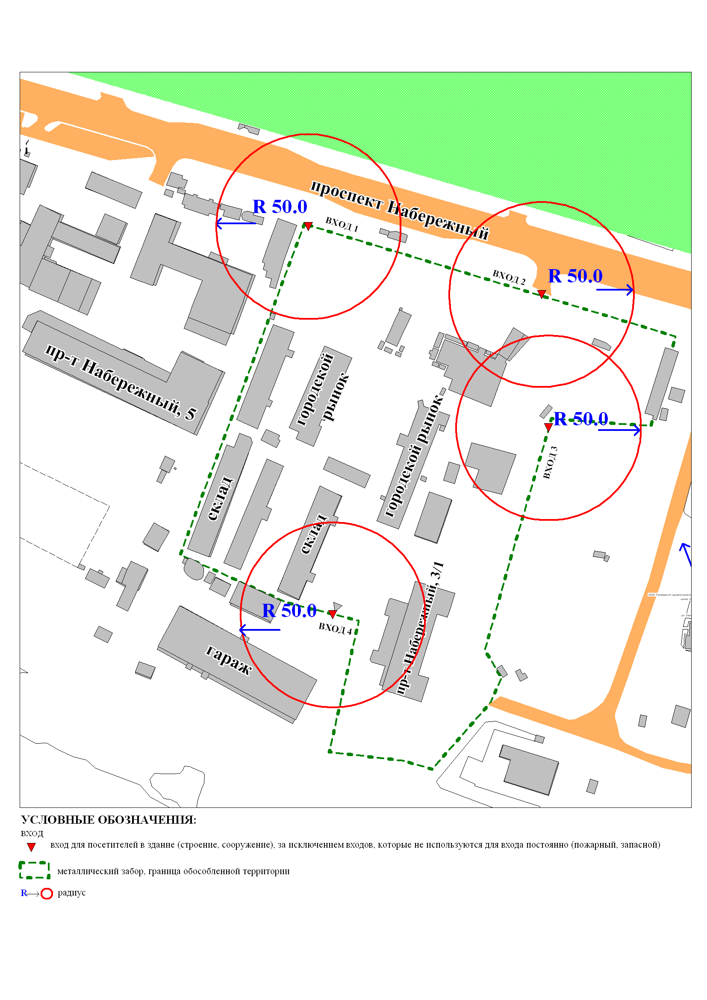 проспект Набережный
R 50.0
ВХОД 1
ВХОД 2
R 50.0
пр-т Набережный, 5
городской
рынок
городской рынок
R 50.0
ВХОД 3
склад
склад
R 50.0
ВХОД 4
пр-т Набережный, 3/1
гараж
УСЛОВНЫЕ ОБОЗНАЧЕНИЯ:
ВХОД
вход для посетителей в здание (строение, сооружение), за исключением входов, которые не используются для входа постоянно (пожарный, запасной)
металлический забор, граница обособленной территории
R
радиус